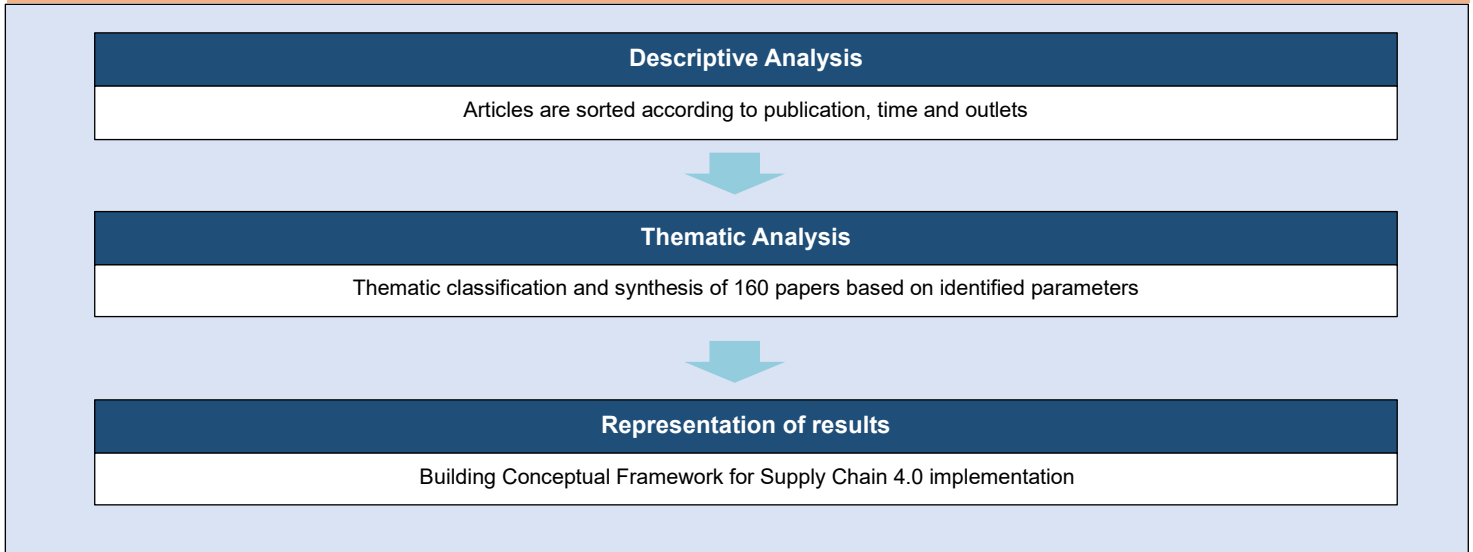 Descriptive Analysis
Articles are sorted according to publication, time and outlets
Thematic Analysis
Thematic classification and synthesis of 160 papers based on identified parameters
Representation of results
Building Conceptual Framework for Supply Chain 4.0 implementation